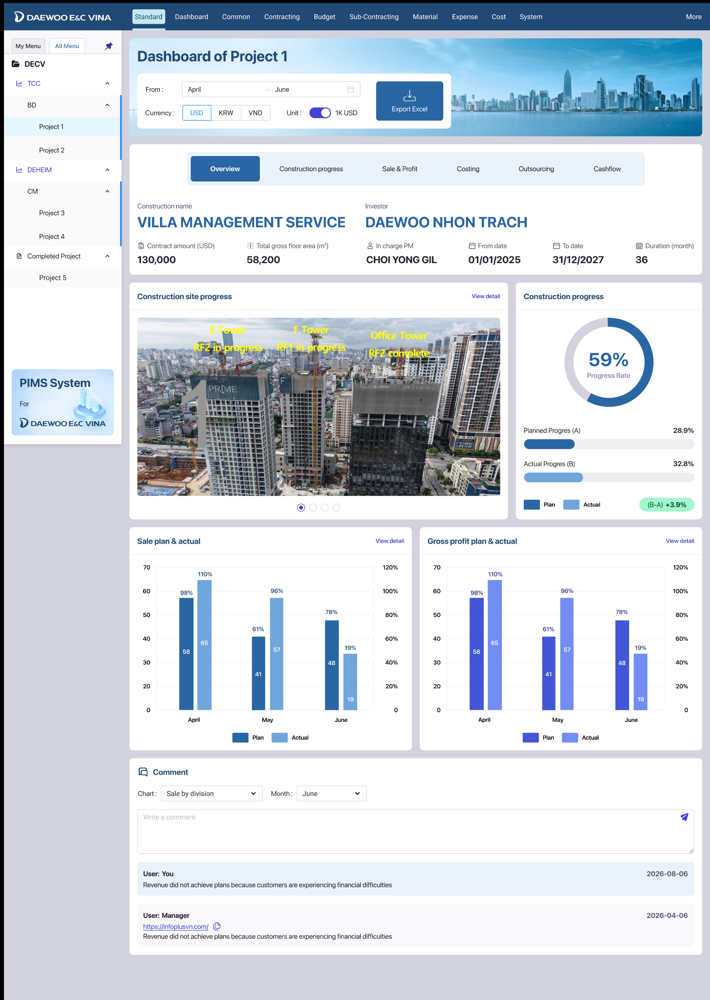 DAEWOO E&C VINA
Standard Dashboard Common Contracting Budget Sub-Contracting Material Expense Cost System More
My Menu All Menu
DECV
TCC
BD
Project 1
Project 2
DEHEIM
CM
Project 3
Project 4
Completed Project
Project 5
PIMS System
For
DAEWOO E&C VINA
Dashboard of Project 1
From : April June
Currency : USD KRW VND Unit : 1K USD
Export Excel
Overview Construction progress Sale & Profit Costing Outsourcing Cashflow
Construction name
VILLA MANAGEMENT SERVICE
Investor
DAEWOO NHON TRACH
Contract amount (USD)
130,000
Total gross floor area (m²)
58,200
In charge PM
CHOI YONG GIL
From date
01/01/2025
To date
31/12/2027
Duration (month)
36
Construction site progress View detail
E Tower
RF2 in progress
F Tower
RF1 in progress
Office Tower
RF2 complete
R
PRIME
E
F
1
Construction progress
59%
Progress Rate
Planned Progres (A) 28.9%
Actual Progres (B) 32.8%
Plan Actual (B-A) +3.9%
Sale plan & actual View detail
70 120%
110%
60 98% 96% 100%
50 78% 80%
61%
40 60%
65
58 57
19%
30 48 40%
41
20 20%
19
0 0
April May June
Plan Actual
Gross profit plan & actual View detail
70 120%
110%
60 98% 96% 100%
50 78% 80%
61%
40 60%
65
58 57
19%
30 48 40%
41
20 20%
19
0 0
April May June
Plan Actual
Comment
Chart : Sale by division Month : June
Write a comment
User: You 2026-08-06
Revenue did not achieve plans because customers are experiencing financial difficulties
User: Manager 2026-04-06
https://infoplusvn.com/
Revenue did not achieve plans because customers are experiencing financial difficulties